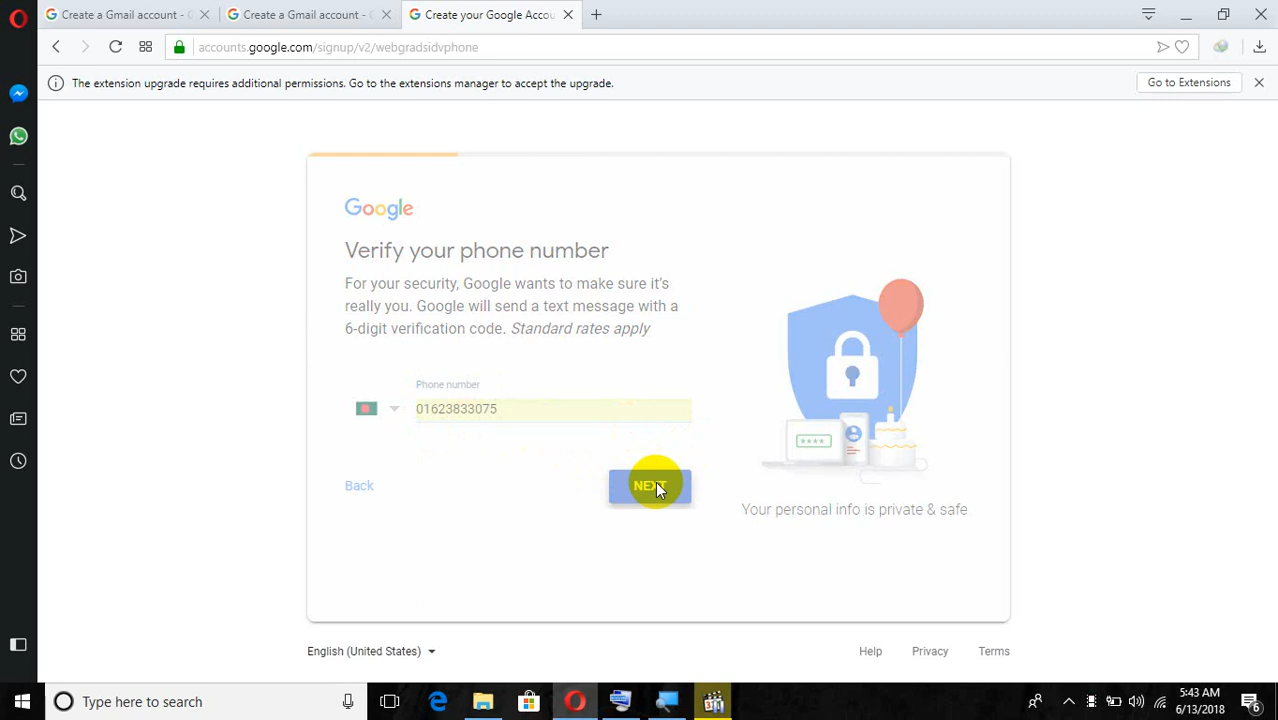 Create a Gmail account -
Create a Gmail account -
Create your Google Accou
accounts.google.com/signup/v2/webgradsidvphone
The extension upgrade requires additional permissions. Go to the extensions manager to accept the upgrade.
Go to Extensions
Google
Verify your phone number
For your security, Google wants to make sure it's
really you. Google will send a text message with a
6-digit verification code. Standard rates apply
Phone number
01623833075
Back
NEXT
Your personal info is private & safe
English (United States)
Help
Privacy
Terms
Type here to search
5:43 AM
6/13/2018
6